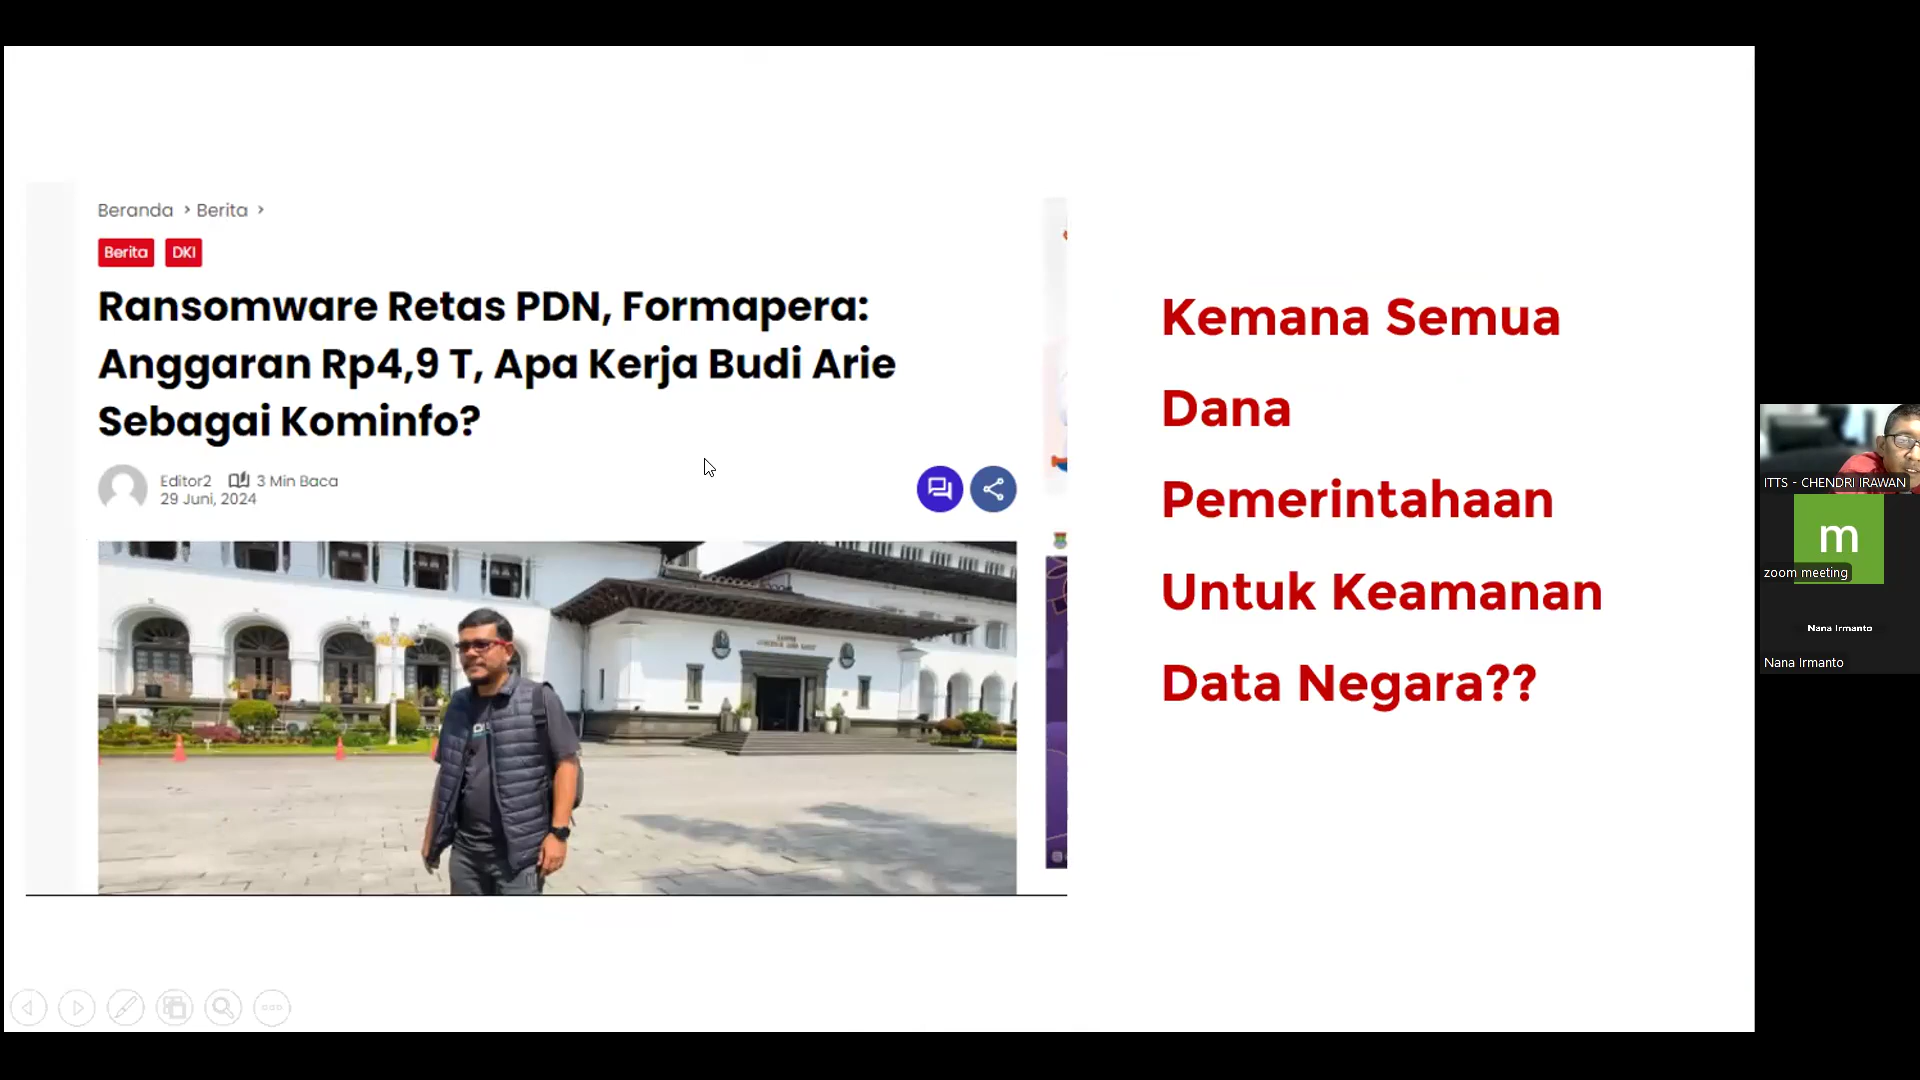 Beranda > Berita >
Berita DKI
Ransomware Retas PDN, Formapera:
Anggaran Rp4,9 T, Apa Kerja Budi Arie
Sebagai Kominfo?
Editor2 3 Min Baca
29 Juni, 2024
Kemana Semua
Dana
Pemerintahaan
Untuk Keamanan
Data Negara??
ITTS - CHENDRI IRAWAN
m
zoom meeting
Nana Irmanto
Nana Irmanto